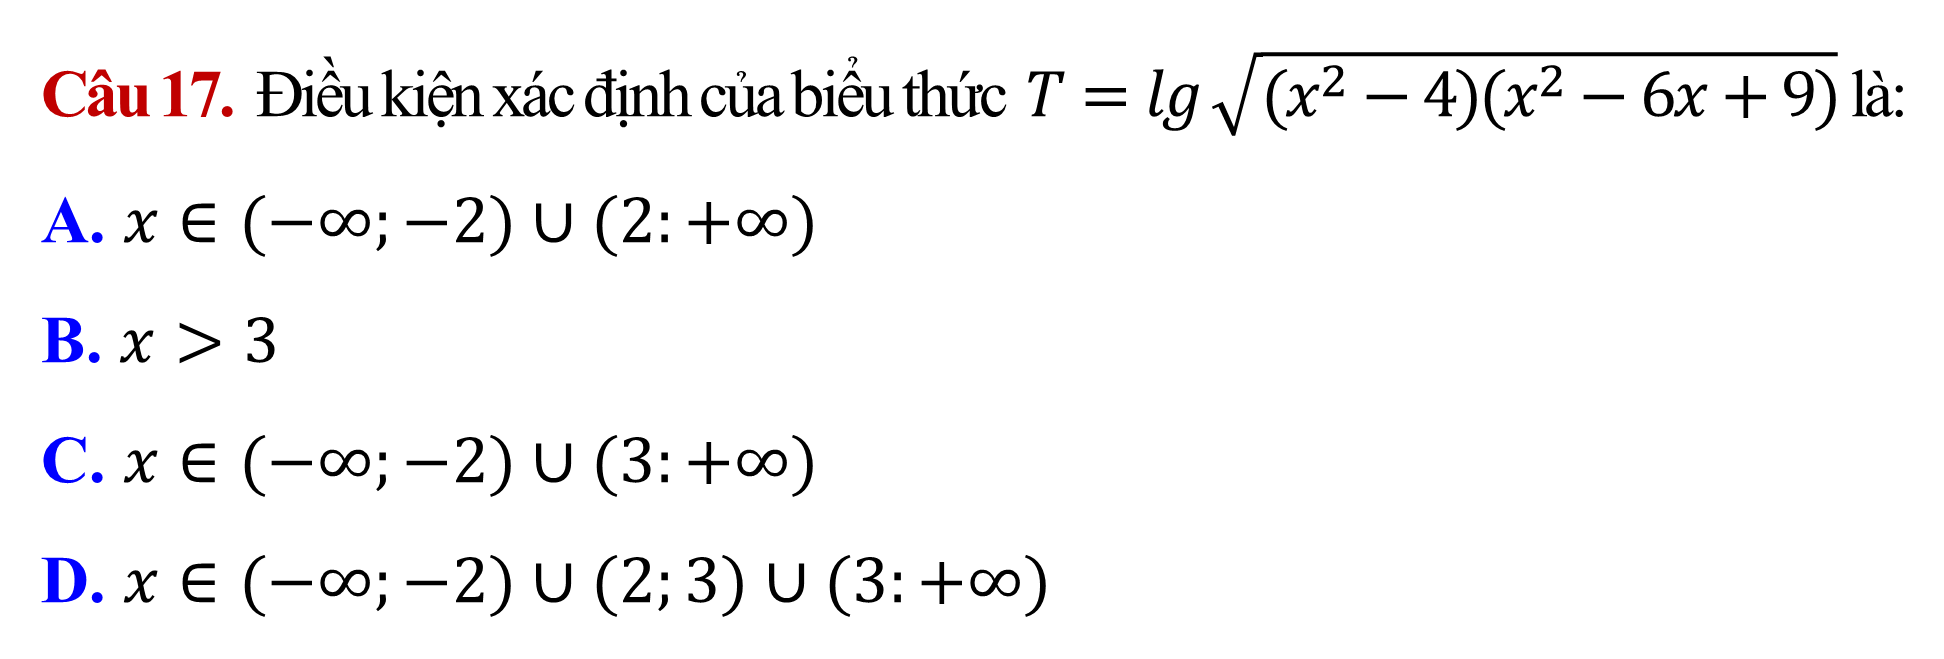 Câu 17. Điều kiện xác định của biểu thức T = lg √(x² − 4)(x² − 6x + 9) là:
A. x ∈ (−∞; −2) ∪ (2: +∞)
B. x > 3
C. x ∈ (−∞; −2) ∪ (3: +∞)
D. x ∈ (−∞; −2) ∪ (2; 3) ∪ (3: +∞)